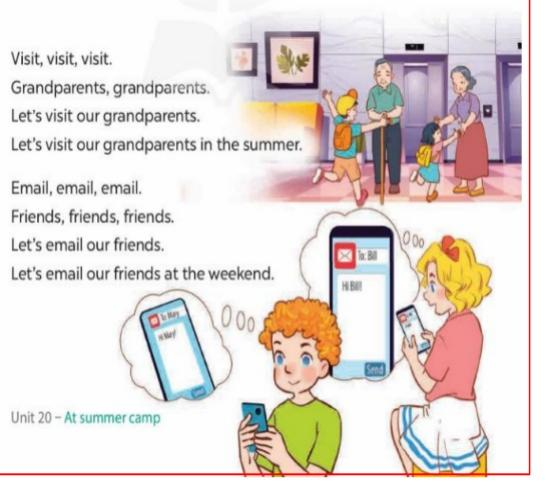 Visit, visit, visit.
Grandparents, grandparents.
Let's visit our grandparents.
Let's visit our grandparents in the summer.
Email, email, email.
Friends, friends, friends.
Let's email our friends.
Let's email our friends at the weekend.
To: Bill
Hi Bill!
Send
To: Mary
Hi Mary!
Unit 20 – At summer camp